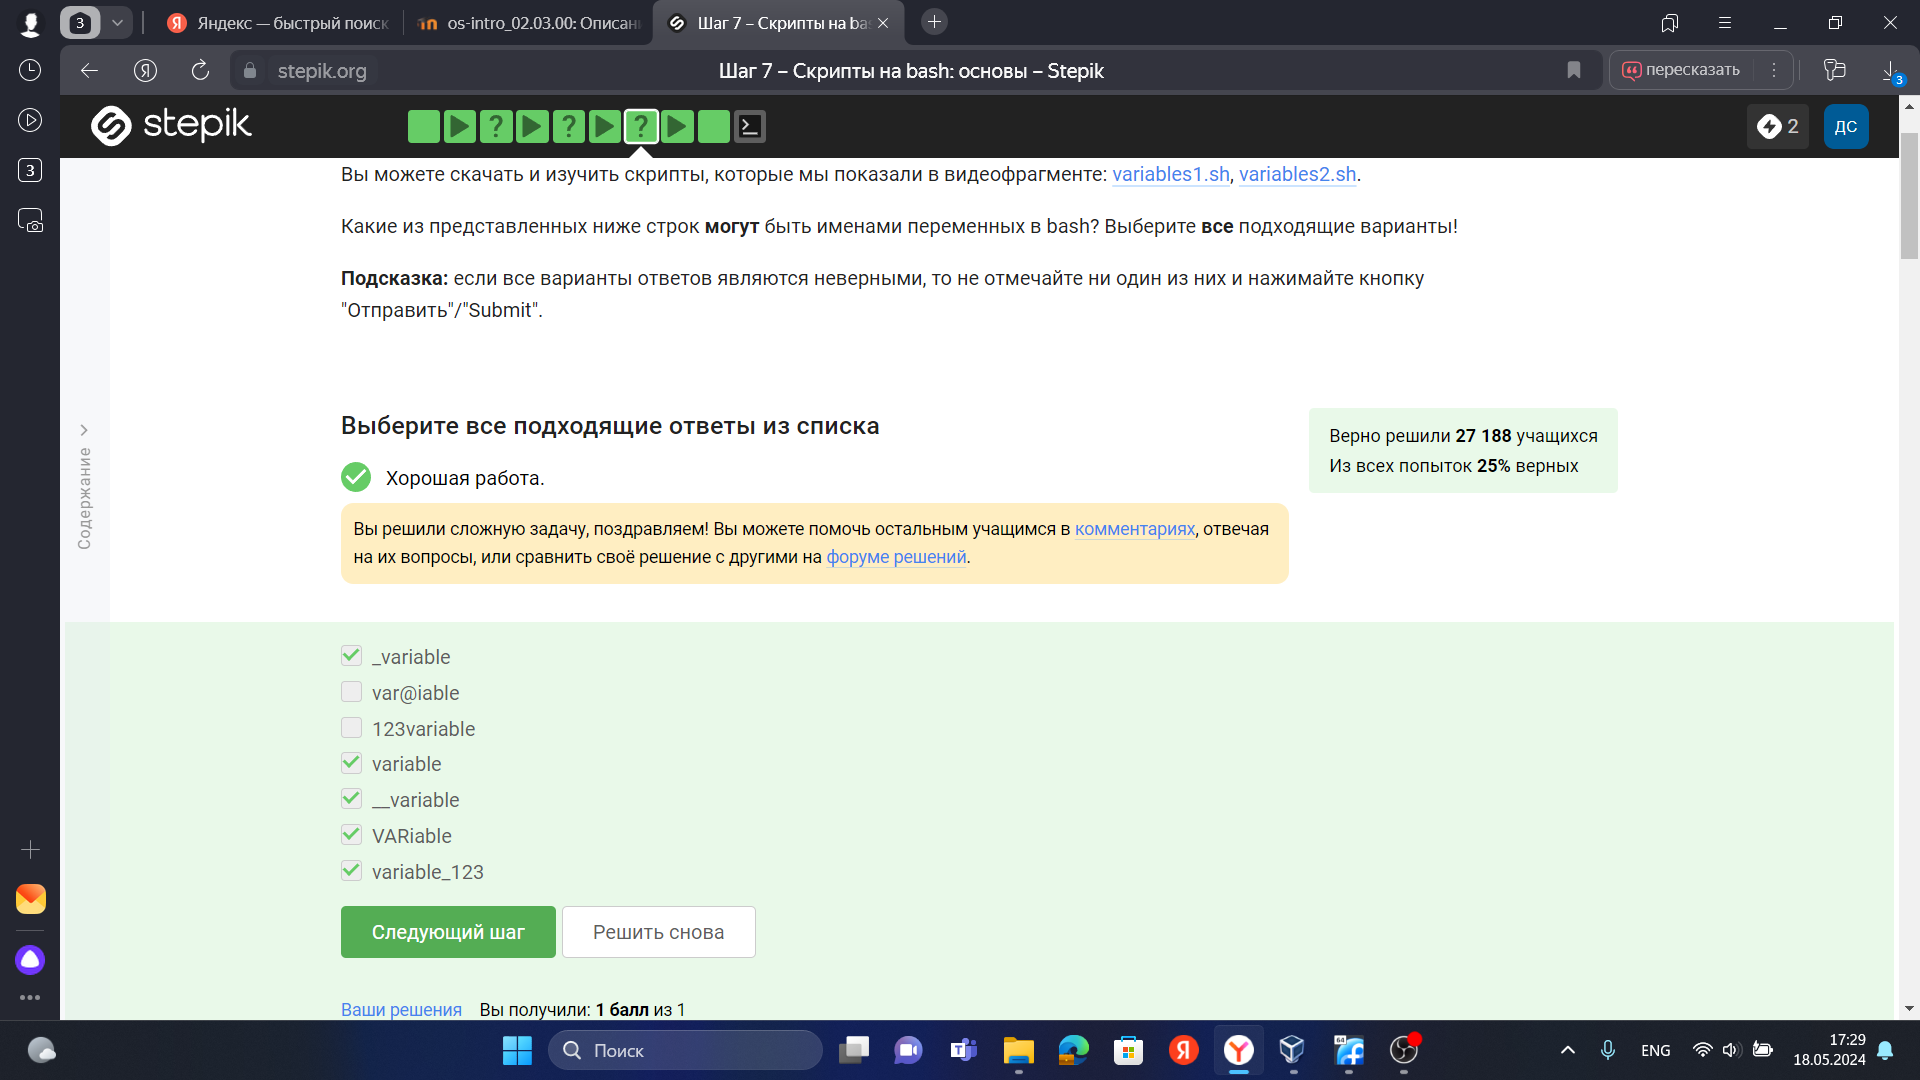 3
Яндекс — быстрый поиск
os-intro_02.03.00: Описан
Шаг 7 – Скрипты на ba
stepik.org
Шаг 7 – Скрипты на bash: основы – Stepik
пересказать
3
3
stepik
2
ДС
Вы можете скачать и изучить скрипты, которые мы показали в видеофрагменте: variables1.sh, variables2.sh.
Какие из представленных ниже строк могут быть именами переменных в bash? Выберите все подходящие варианты!
Подсказка: если все варианты ответов являются неверными, то не отмечайте ни один из них и нажимайте кнопку
"Отправить"/"Submit".
Содержание
Выберите все подходящие ответы из списка
Верно решили 27 188 учащихся
Из всех попыток 25% верных
Хорошая работа.
Вы решили сложную задачу, поздравляем! Вы можете помочь остальным учащимся в комментариях, отвечая
на их вопросы, или сравнить своё решение с другими на форуме решений.
_variable
var@iable
123variable
variable
__variable
VARiable
variable_123
Следующий шаг
Решить снова
Ваши решения Вы получили: 1 балл из 1
Поиск
64
ENG
17:29
18.05.2024